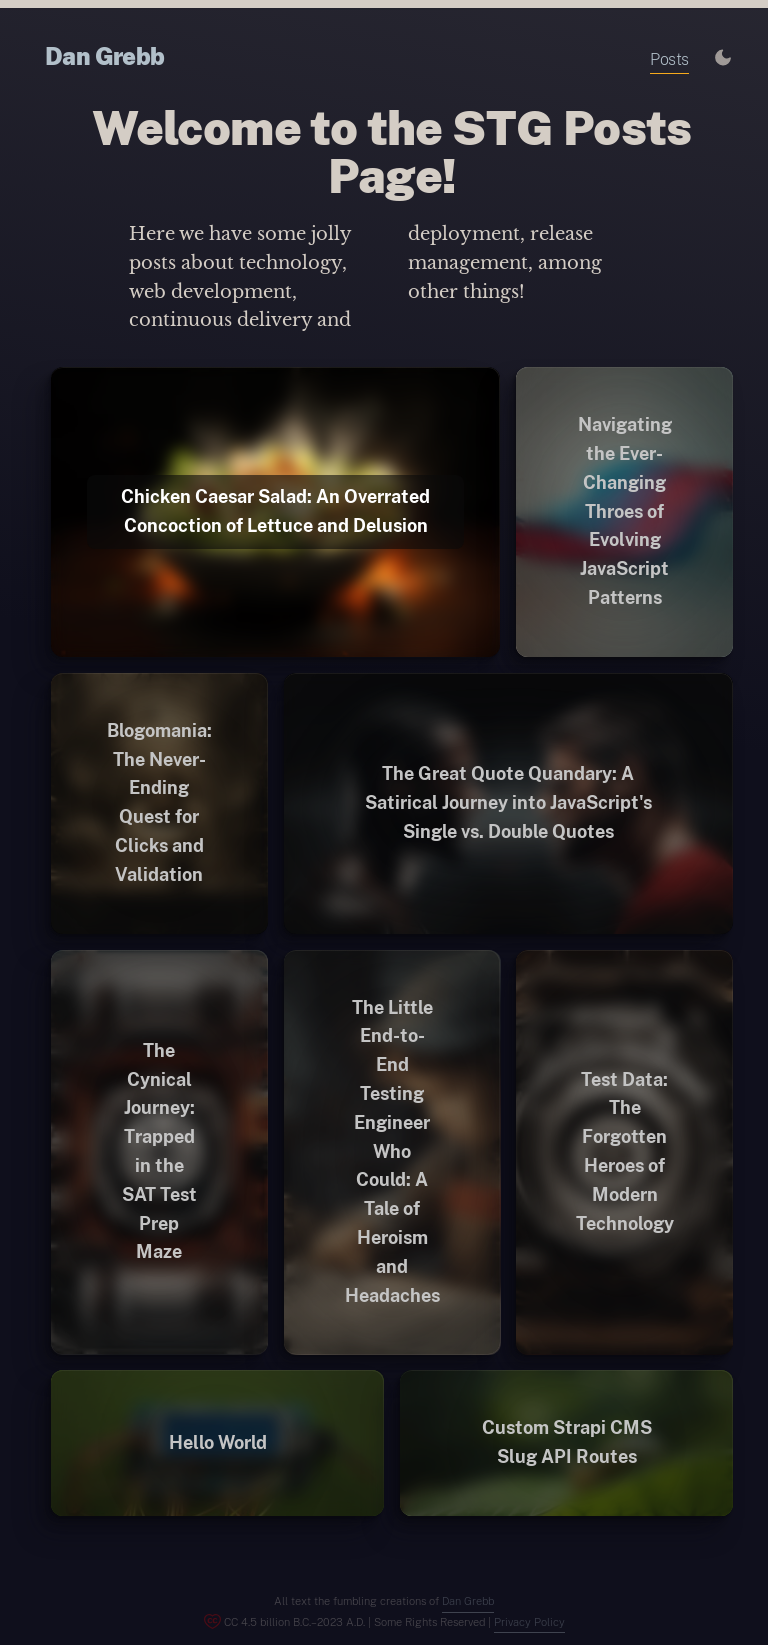 Dan Grebb
Posts
Welcome to the STG Posts
Page!
Here we have some jolly
posts about technology,
web development,
continuous delivery and
deployment, release
management, among
other things!
Chicken Caesar Salad: An Overrated
Concoction of Lettuce and Delusion
Navigating
the Ever-
Changing
Throes of
Evolving
JavaScript
Patterns
Blogomania:
The Never-
Ending
Quest for
Clicks and
Validation
The Great Quote Quandary: A
Satirical Journey into JavaScript's
Single vs. Double Quotes
The
Cynical
Journey:
Trapped
in the
SAT Test
Prep
Maze
The Little
End-to-
End
Testing
Engineer
Who
Could: A
Tale of
Heroism
and
Headaches
Test Data:
The
Forgotten
Heroes of
Modern
Technology
Hello World
Custom Strapi CMS
Slug API Routes
All text the fumbling creations of Dan Grebb
CC 4.5 billion B.C.–2023 A.D. | Some Rights Reserved | Privacy Policy